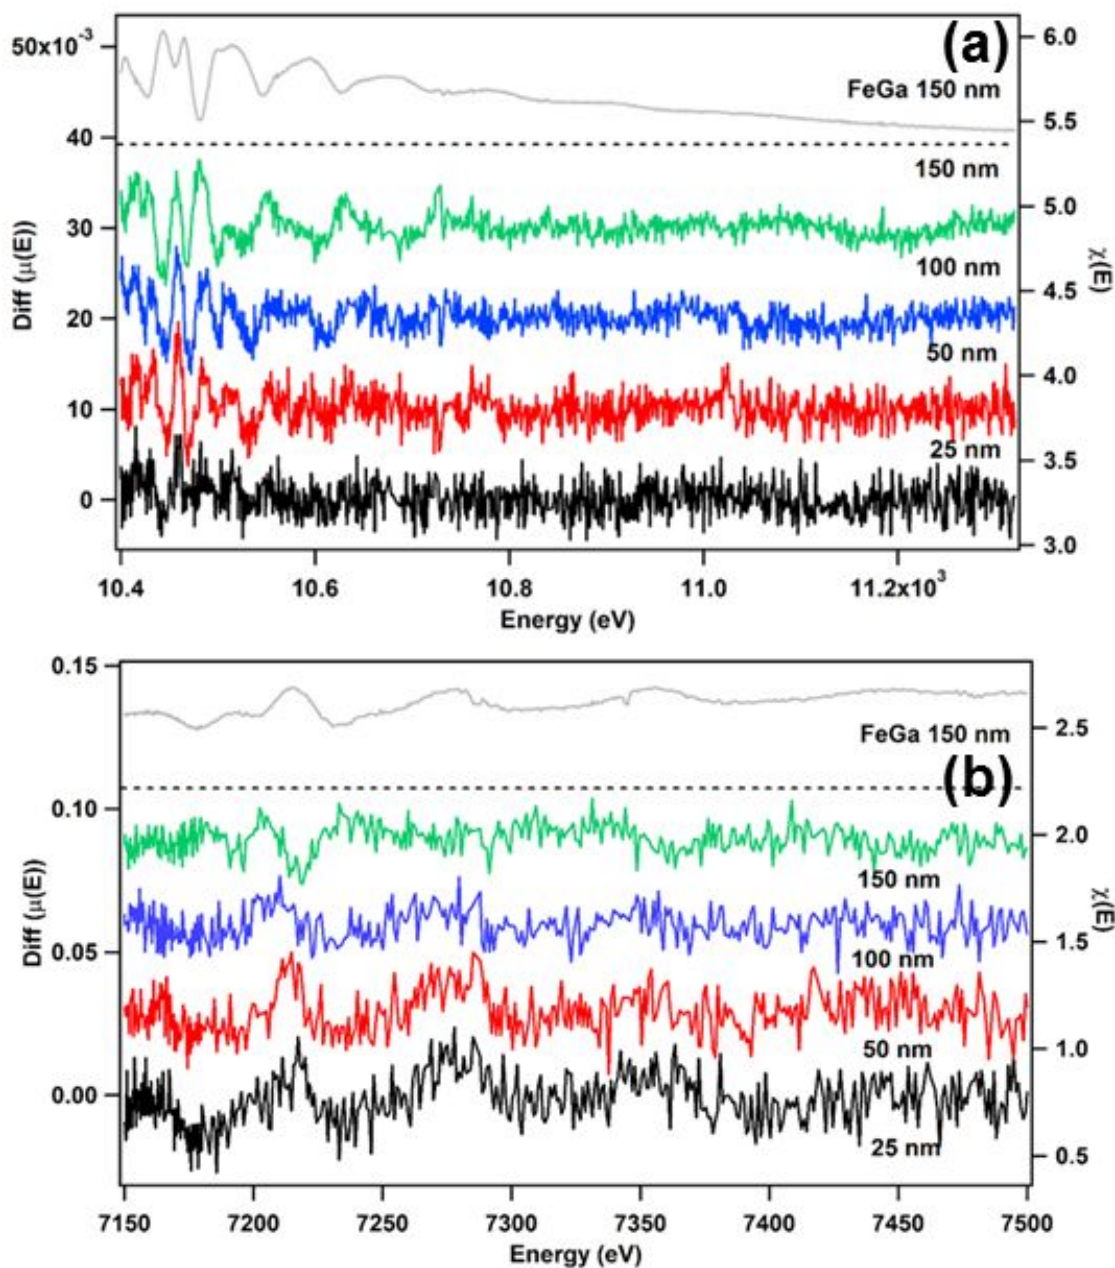 (a)
50x10⁻³
6.0
FeGa 150 nm
5.5
40
150 nm
5.0
30
100 nm
4.5
20
50 nm
4.0
10
25 nm
3.5
0
3.0
Diff (μ(E))
χ(E)
10.4
10.6
10.8
11.0
11.2x10³
Energy (eV)
0.15
2.5
FeGa 150 nm
(b)
0.10
2.0
150 nm
1.5
0.05
100 nm
1.0
50 nm
0.00
25 nm
0.5
Diff (μ(E))
χ(E)
7150
7200
7250
7300
7350
7400
7450
7500
Energy (eV)